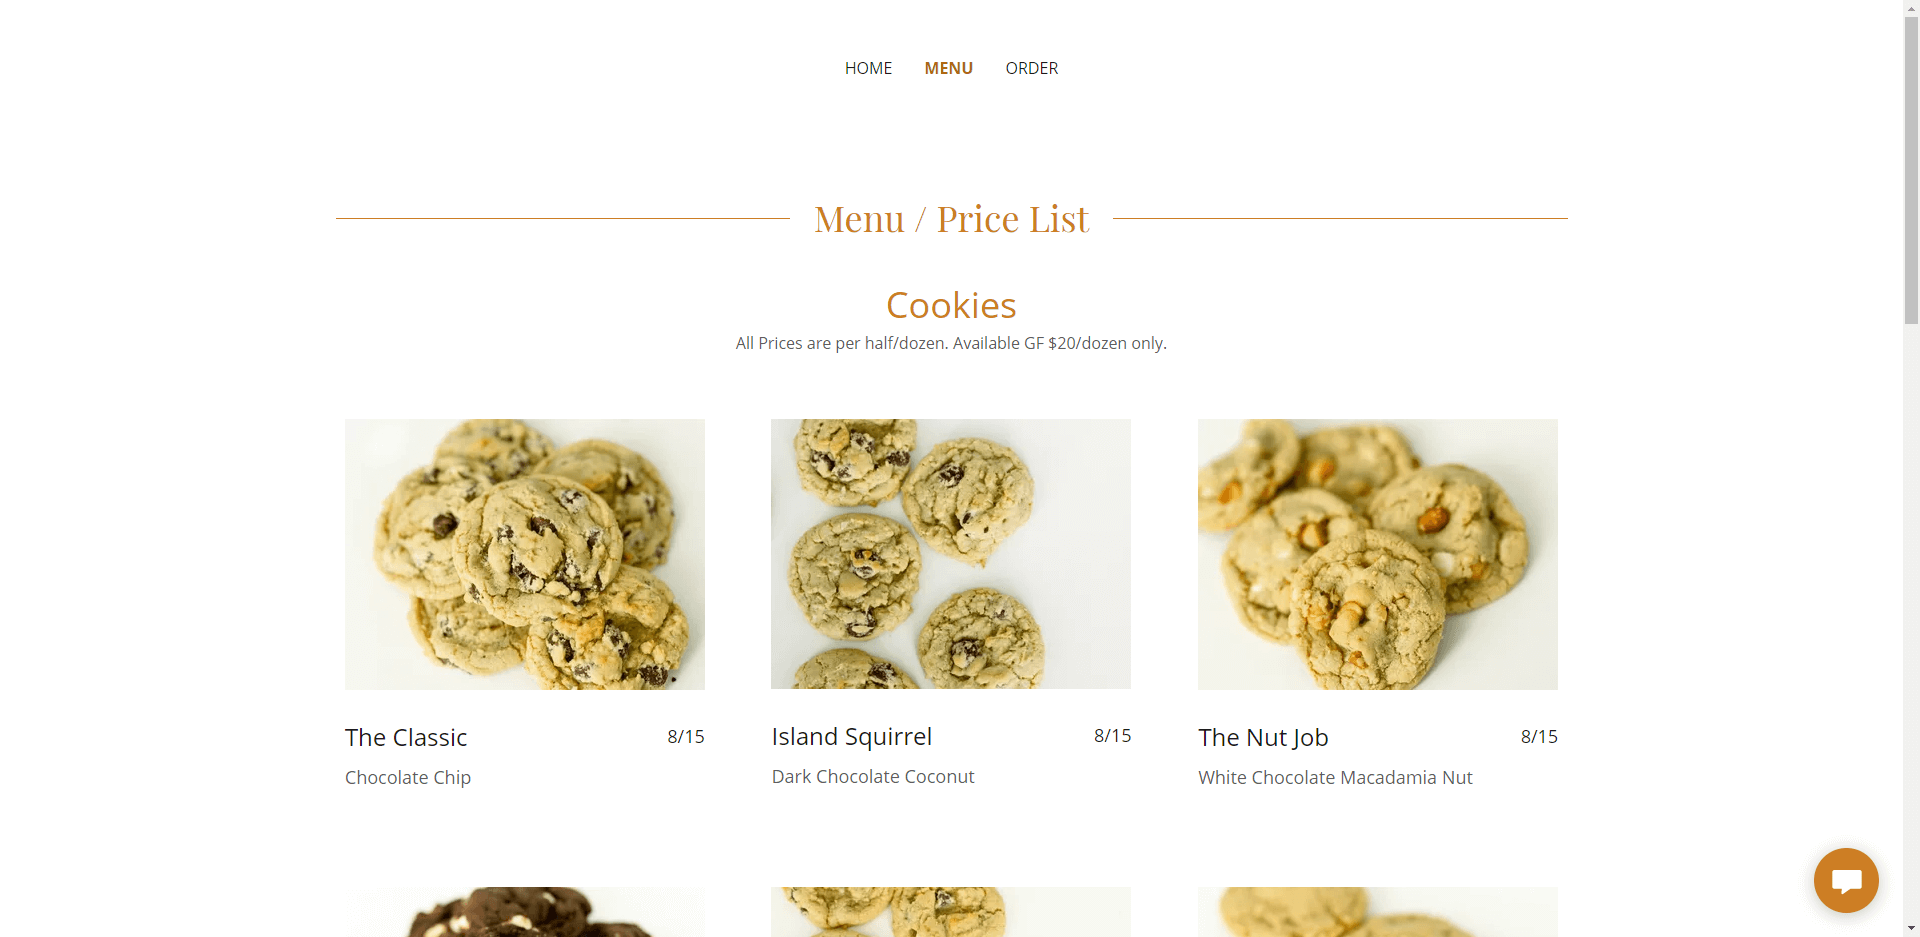 HOME MENU ORDER
Menu / Price List
Cookies
All Prices are per half/dozen. Available GF $20/dozen only.
The Classic 8/15
Chocolate Chip
Island Squirrel 8/15
Dark Chocolate Coconut
The Nut Job 8/15
White Chocolate Macadamia Nut